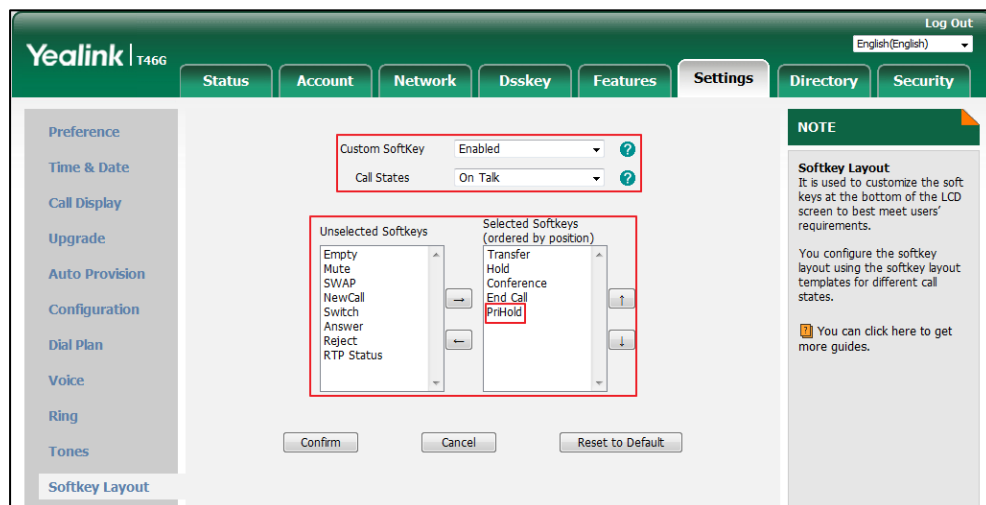 Log Out
English(English)
Yealink | T46G
Status Account Network Dsskey Features Settings Directory Security
Preference
Time & Date
Call Display
Upgrade
Auto Provision
Configuration
Dial Plan
Voice
Ring
Tones
Softkey Layout
Custom SoftKey Enabled ?
Call States On Talk ?
Unselected Softkeys
Empty
Mute
SWAP
NewCall
Switch
Answer
Reject
RTP Status
→
←
Selected Softkeys
(ordered by position)
Transfer
Hold
Conference
End Call
PriHold
↑
↓
Confirm Cancel Reset to Default
NOTE
Softkey Layout
It is used to customize the soft
keys at the bottom of the LCD
screen to best meet users'
requirements.
You configure the softkey
layout using the softkey layout
templates for different call
states.
? You can click here to get
more guides.